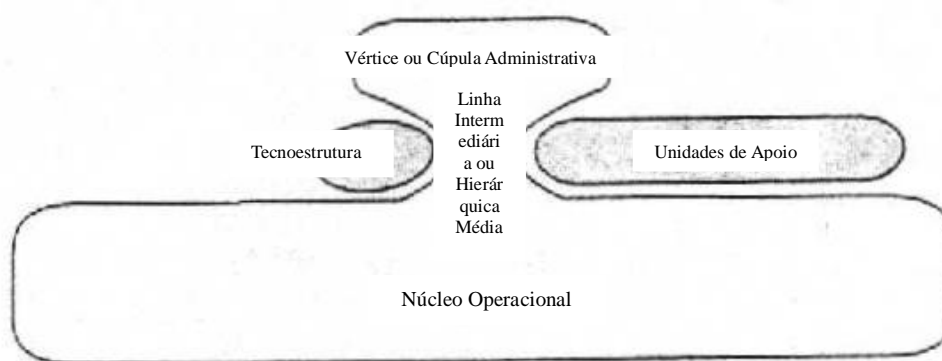 Vértice ou Cúpula Administrativa
Linha
Interm
ediári
a ou
Hierár
quica
Média
Tecnoestrutura
Unidades de Apoio
Núcleo Operacional